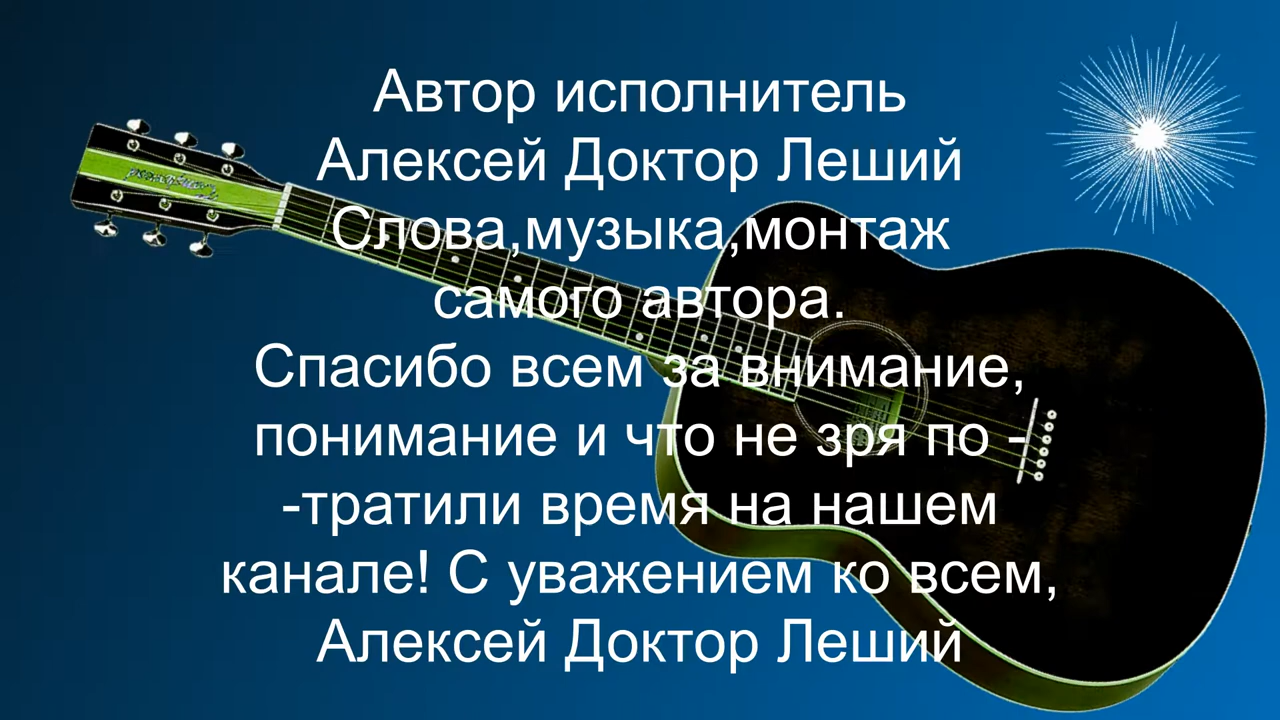 Автор исполнитель
Алексей Доктор Леший
Слова,музыка,монтаж
самого автора.
Спасибо всем за внимание,
понимание и что не зря по -
-тратили время на нашем
канале! С уважением ко всем,
Алексей Доктор Леший